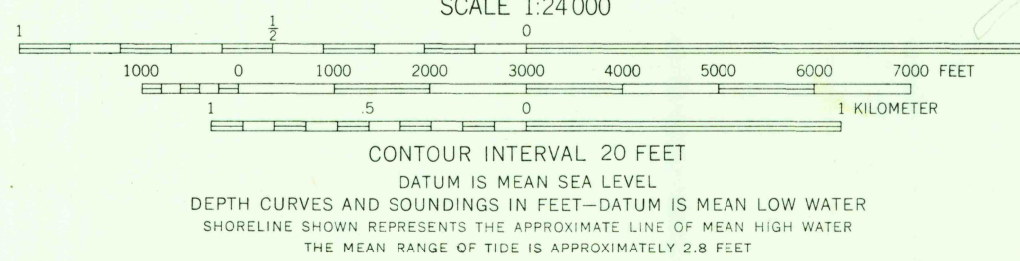 SCALE 1:24 000
1 1/2 0
1000 0 1000 2000 3000 4000 5000 6000 7000 FEET
1 .5 0 1 KILOMETER
CONTOUR INTERVAL 20 FEET
DATUM IS MEAN SEA LEVEL
DEPTH CURVES AND SOUNDINGS IN FEET—DATUM IS MEAN LOW WATER
SHORELINE SHOWN REPRESENTS THE APPROXIMATE LINE OF MEAN HIGH WATER
THE MEAN RANGE OF TIDE IS APPROXIMATELY 2.8 FEET